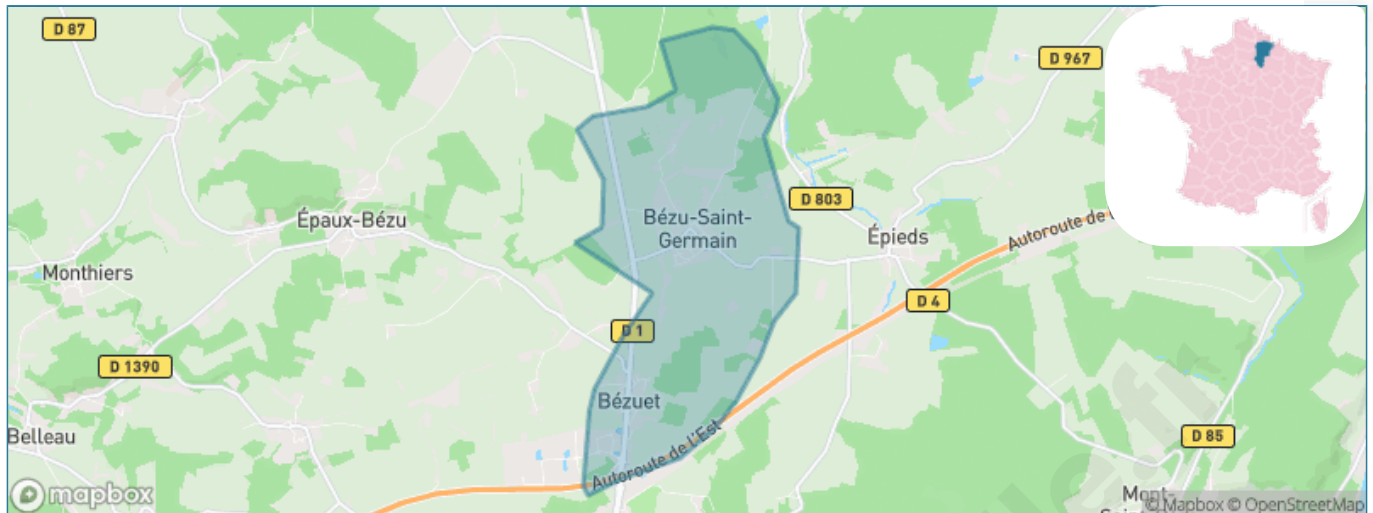 D 87
D 967
D 803
Bézu-Saint-
Germain
Épaux-Bézu
Épieds
Autoroute de
Monthiers
D 4
D 1
D 1390
Bézuet
Belleau
Autoroute de l'Est
D 85
Mont-
mapbox
© Mapbox © OpenStreetMap